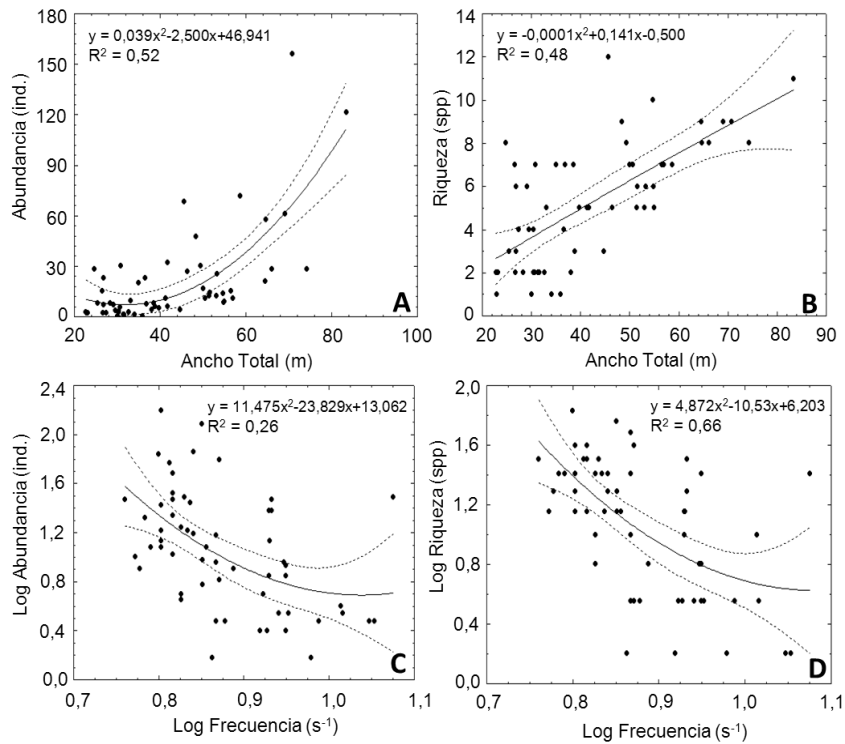 y = 0,039x²-2,500x+46,941
R² = 0,52
180
150
120
90
60
30
0
Abundancia (ind.)
20
40
60
80
100
Ancho Total (m)
A
y = -0,0001x²+0,141x-0,500
R² = 0,48
14
12
10
8
6
4
2
0
Riqueza (spp)
20
30
40
50
60
70
80
90
Ancho Total (m)
B
y = 11,475x²-23,829x+13,062
R² = 0,26
2,4
2,0
1,6
1,2
0,8
0,4
0,0
Log Abundancia (ind.)
0,7
0,8
0,9
1,0
1,1
Log Frecuencia (s⁻¹)
C
y = 4,872x²-10,53x+6,203
R² = 0,66
2,0
1,6
1,2
0,8
0,4
0,0
Log Riqueza (spp)
0,7
0,8
0,9
1,0
1,1
Log Frecuencia (s⁻¹)
D